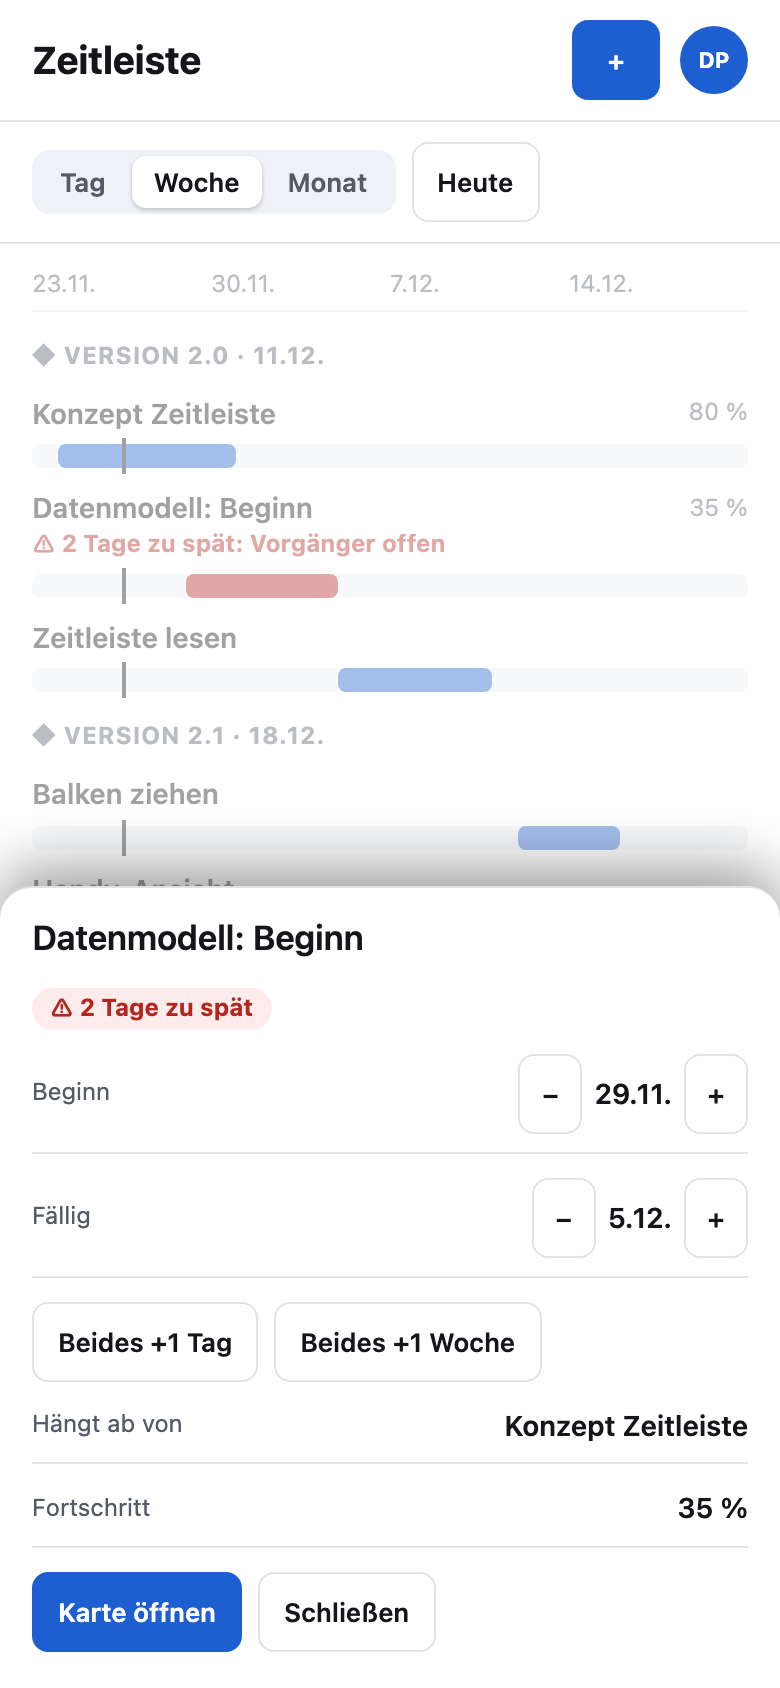 Zeitleiste
+
DP
Tag Woche Monat Heute
23.11. 30.11. 7.12. 14.12.
◆ VERSION 2.0 · 11.12.
Konzept Zeitleiste 80 %
Datenmodell: Beginn 35 %
⚠ 2 Tage zu spät: Vorgänger offen
Zeitleiste lesen
◆ VERSION 2.1 · 18.12.
Balken ziehen
Handy-Ansicht
Datenmodell: Beginn
⚠ 2 Tage zu spät
Beginn – 29.11. +
Fällig – 5.12. +
Beides +1 Tag Beides +1 Woche
Hängt ab von Konzept Zeitleiste
Fortschritt 35 %
Karte öffnen Schließen